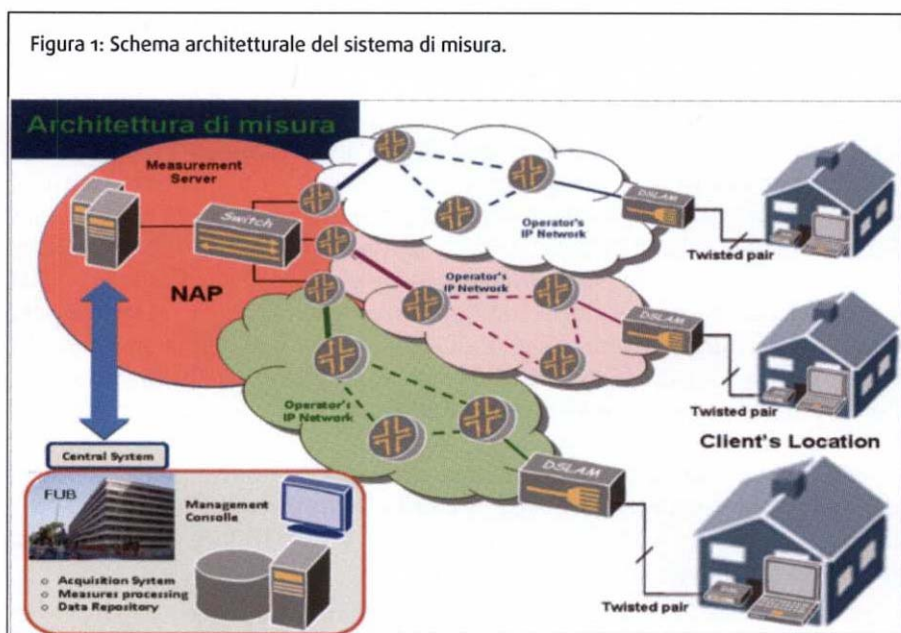 Figura 1: Schema architetturale del sistema di misura.
Architettura di misura
Measurement
Server
Switch
NAP
Operator's
IP Network
DSLAM
Twisted pair
Operator's
IP Network
DSLAM
Twisted pair
Client's Location
Operator's
IP Network
DSLAM
Twisted pair
Central System
FUB
Management
Consolle
o Acquisition System
o Measures processing
o Data Repository